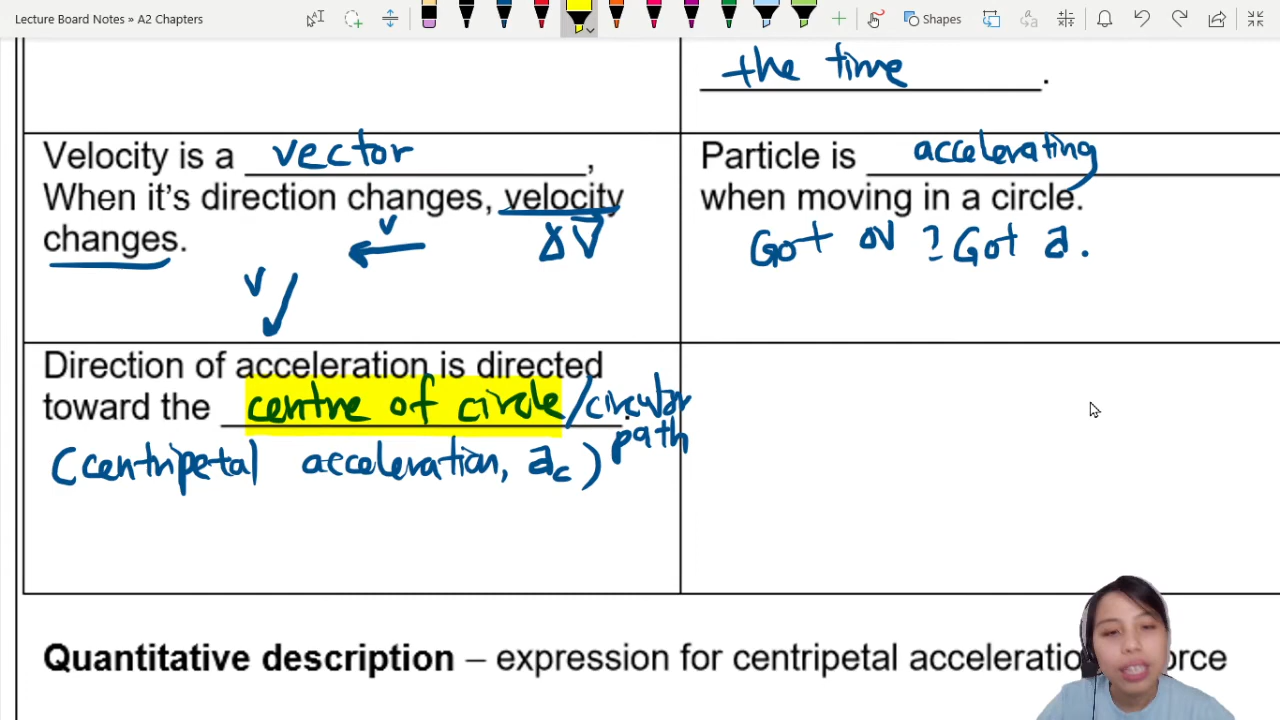 Lecture Board Notes » A2 Chapters
Shapes
the time.
Velocity is a vector,
When it's direction changes, velocity
changes.
ΔV
v
v
Particle is accelerating
when moving in a circle.
Got ΔV ? Got a.
Direction of acceleration is directed
toward the centre of circle/circular path.
(centripetal acceleration, ac)
Quantitative description – expression for centripetal acceleratio orce